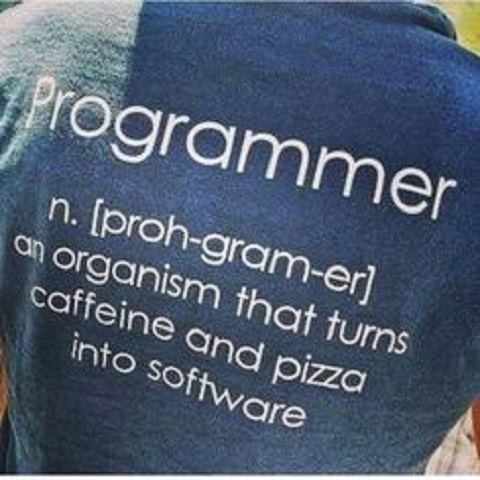 Programmer
n. [proh-gram-er]
an organism that turns
caffeine and pizza
into software